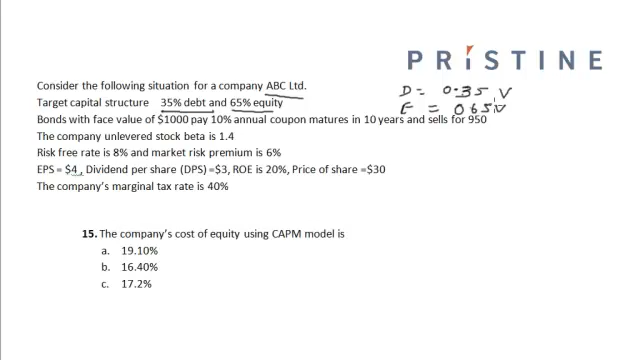 PRiSTINE
Consider the following situation for a company ABC Ltd.
D = 0.35 V
Target capital structure 35% debt and 65% equity
E = 065V
Bonds with face value of $1000 pay 10% annual coupon matures in 10 years and sells for 950
The company unlevered stock beta is 1.4
Risk free rate is 8% and market risk premium is 6%
EPS = $4 , Dividend per share (DPS) =$3, ROE is 20%, Price of share =$30
The company's marginal tax rate is 40%
15. The company's cost of equity using CAPM model is
a. 19.10%
b. 16.40%
c. 17.2%